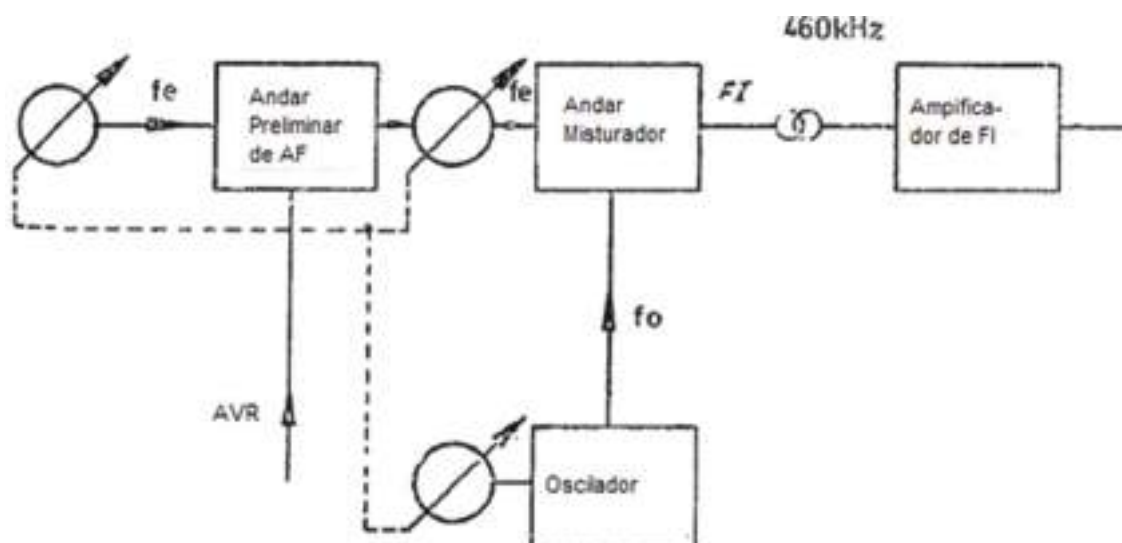 460kHz
fe
Andar
Preliminar
de AF
fe
Andar
Misturador
FI
Ampifica-
dor de FI
fo
AVR
Oscilador